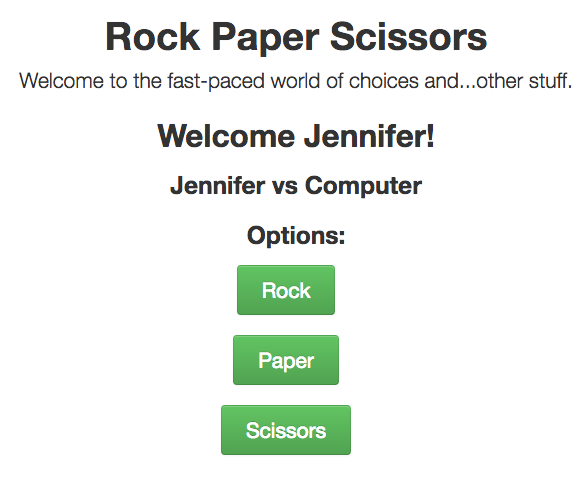 Rock Paper Scissors
Welcome to the fast-paced world of choices and...other stuff.
Welcome Jennifer!
Jennifer vs Computer
Options:
Rock
Paper
Scissors